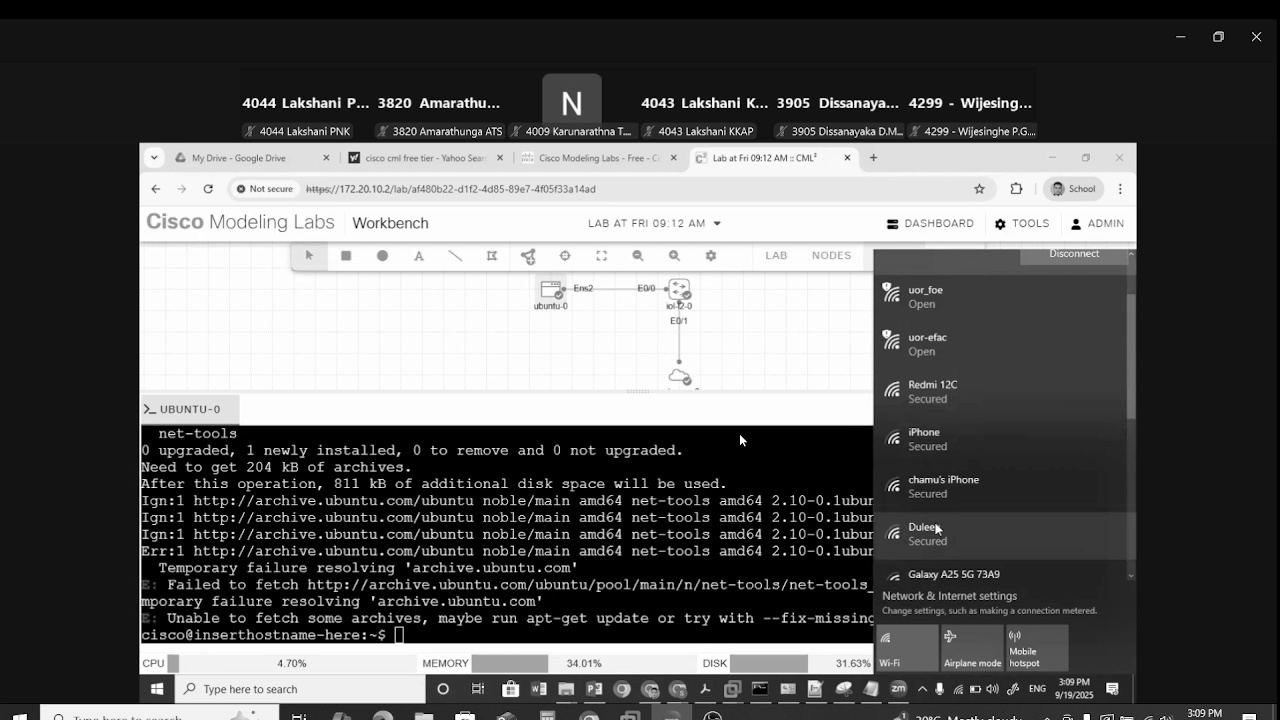 4044 Lakshani P... 3820 Amarathu... N 4043 Lakshani K... 3905 Dissanaya... 4299 - Wijesing...
4044 Lakshani PNK 3820 Amarathunga ATS 4009 Karunarathna T... 4043 Lakshani KKAP 3905 Dissanayaka D.M... 4299 - Wijesinghe P.G....
My Drive - Google Drive cisco cml free tier - Yahoo Sear Cisco Modeling Labs - Free - Ci Lab at Fri 09:12 AM :: CML²
Not secure https://172.20.10.2/lab/af480b22-d1f2-4d85-89e7-4f05f33a14ad School
Cisco Modeling Labs Workbench LAB AT FRI 09:12 AM DASHBOARD TOOLS ADMIN
A LAB NODES
Ens2 E0/0
ubuntu-0 iol-l2-0
E0/1
UBUNTU-0
net-tools
0 upgraded, 1 newly installed, 0 to remove and 0 not upgraded.
Need to get 204 kB of archives.
After this operation, 811 kB of additional disk space will be used.
Ign:1 http://archive.ubuntu.com/ubuntu noble/main amd64 net-tools amd64 2.10-0.1ubun
Ign:1 http://archive.ubuntu.com/ubuntu noble/main amd64 net-tools amd64 2.10-0.1ubun
Ign:1 http://archive.ubuntu.com/ubuntu noble/main amd64 net-tools amd64 2.10-0.1ubun
Err:1 http://archive.ubuntu.com/ubuntu noble/main amd64 net-tools amd64 2.10-0.1ubun
Temporary failure resolving 'archive.ubuntu.com'
E: Failed to fetch http://archive.ubuntu.com/ubuntu/pool/main/n/net-tools/net-tools_
mporary failure resolving 'archive.ubuntu.com'
E: Unable to fetch some archives, maybe run apt-get update or try with --fix-missing
cisco@inserthostname-here:~$
Disconnect
uor_foe
Open
uor-efac
Open
Redmi 12C
Secured
iPhone
Secured
chamu's iPhone
Secured
Secured
Galaxy A25 5G 73A9
Network & Internet settings
Change settings, such as making a connection metered.
Wi-Fi Airplane mode Mobile
hotspot
CPU 4.70% MEMORY 34.01% DISK 31.63%
Type here to search ENG 3:09 PM
9/19/2025
Type here to search Mostly cloudy 3:09 PM